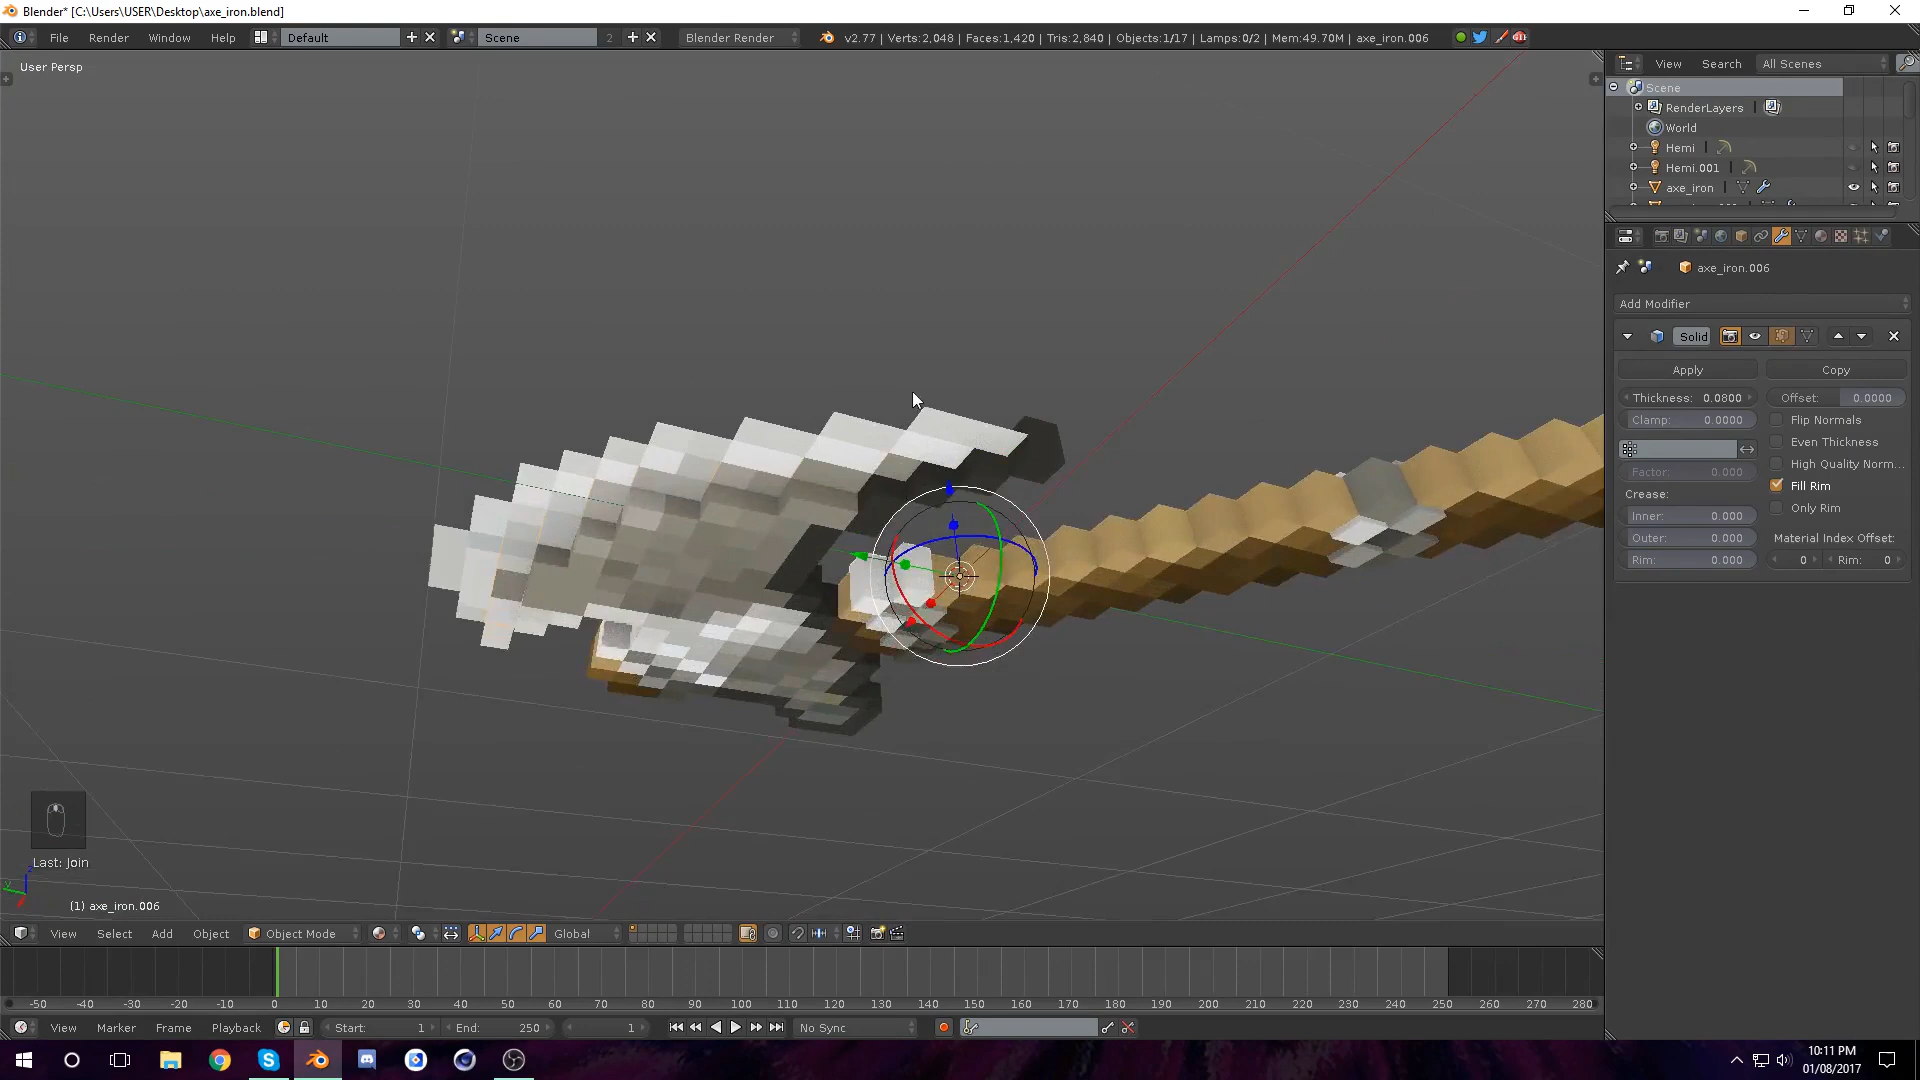 Blender* [C:\Users\USER\Desktop\axe_iron.blend]
File Render Window Help Default Scene 2 Blender Render v2.77 | Verts:2,048 | Faces:1,420 | Tris:2,840 | Objects:1/17 | Lamps:0/2 | Mem:49.70M | axe_iron.006
User Persp
View Search All Scenes
Scene
RenderLayers
World
Hemi
Hemi.001
axe_iron
axe_iron.006
Add Modifier
Solid
Apply Copy
Thickness: 0.0800 Offset: 0.0000
Clamp: 0.0000 Flip Normals
Even Thickness
Factor: 0.000 High Quality Norm...
Crease: Fill Rim
Inner: 0.000 Only Rim
Outer: 0.000 Material Index Offset:
Rim: 0.000 0 Rim: 0
Last: Join
(1) axe_iron.006
View Select Add Object Object Mode Global
-50 -40 -30 -20 -10 0 10 20 30 40 50 60 70 80 90 100 110 120 130 140 150 160 170 180 190 200 210 220 230 240 250 260 270 280
View Marker Frame Playback Start: 1 End: 250 1 No Sync
10:11 PM
01/08/2017